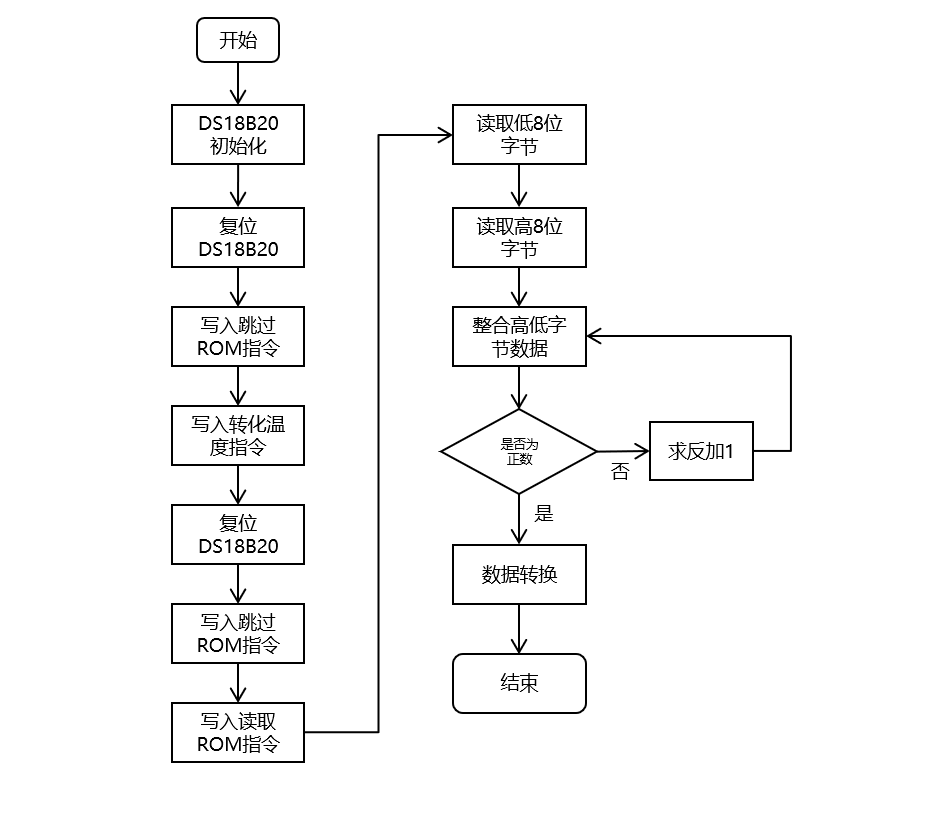 开始
DS18B20
初始化
复位
DS18B20
写入跳过
ROM指令
写入转化温
度指令
复位
DS18B20
写入跳过
ROM指令
写入读取
ROM指令
读取低8位
字节
读取高8位
字节
整合高低字
节数据
是否为
正数
否
求反加1
是
数据转换
结束